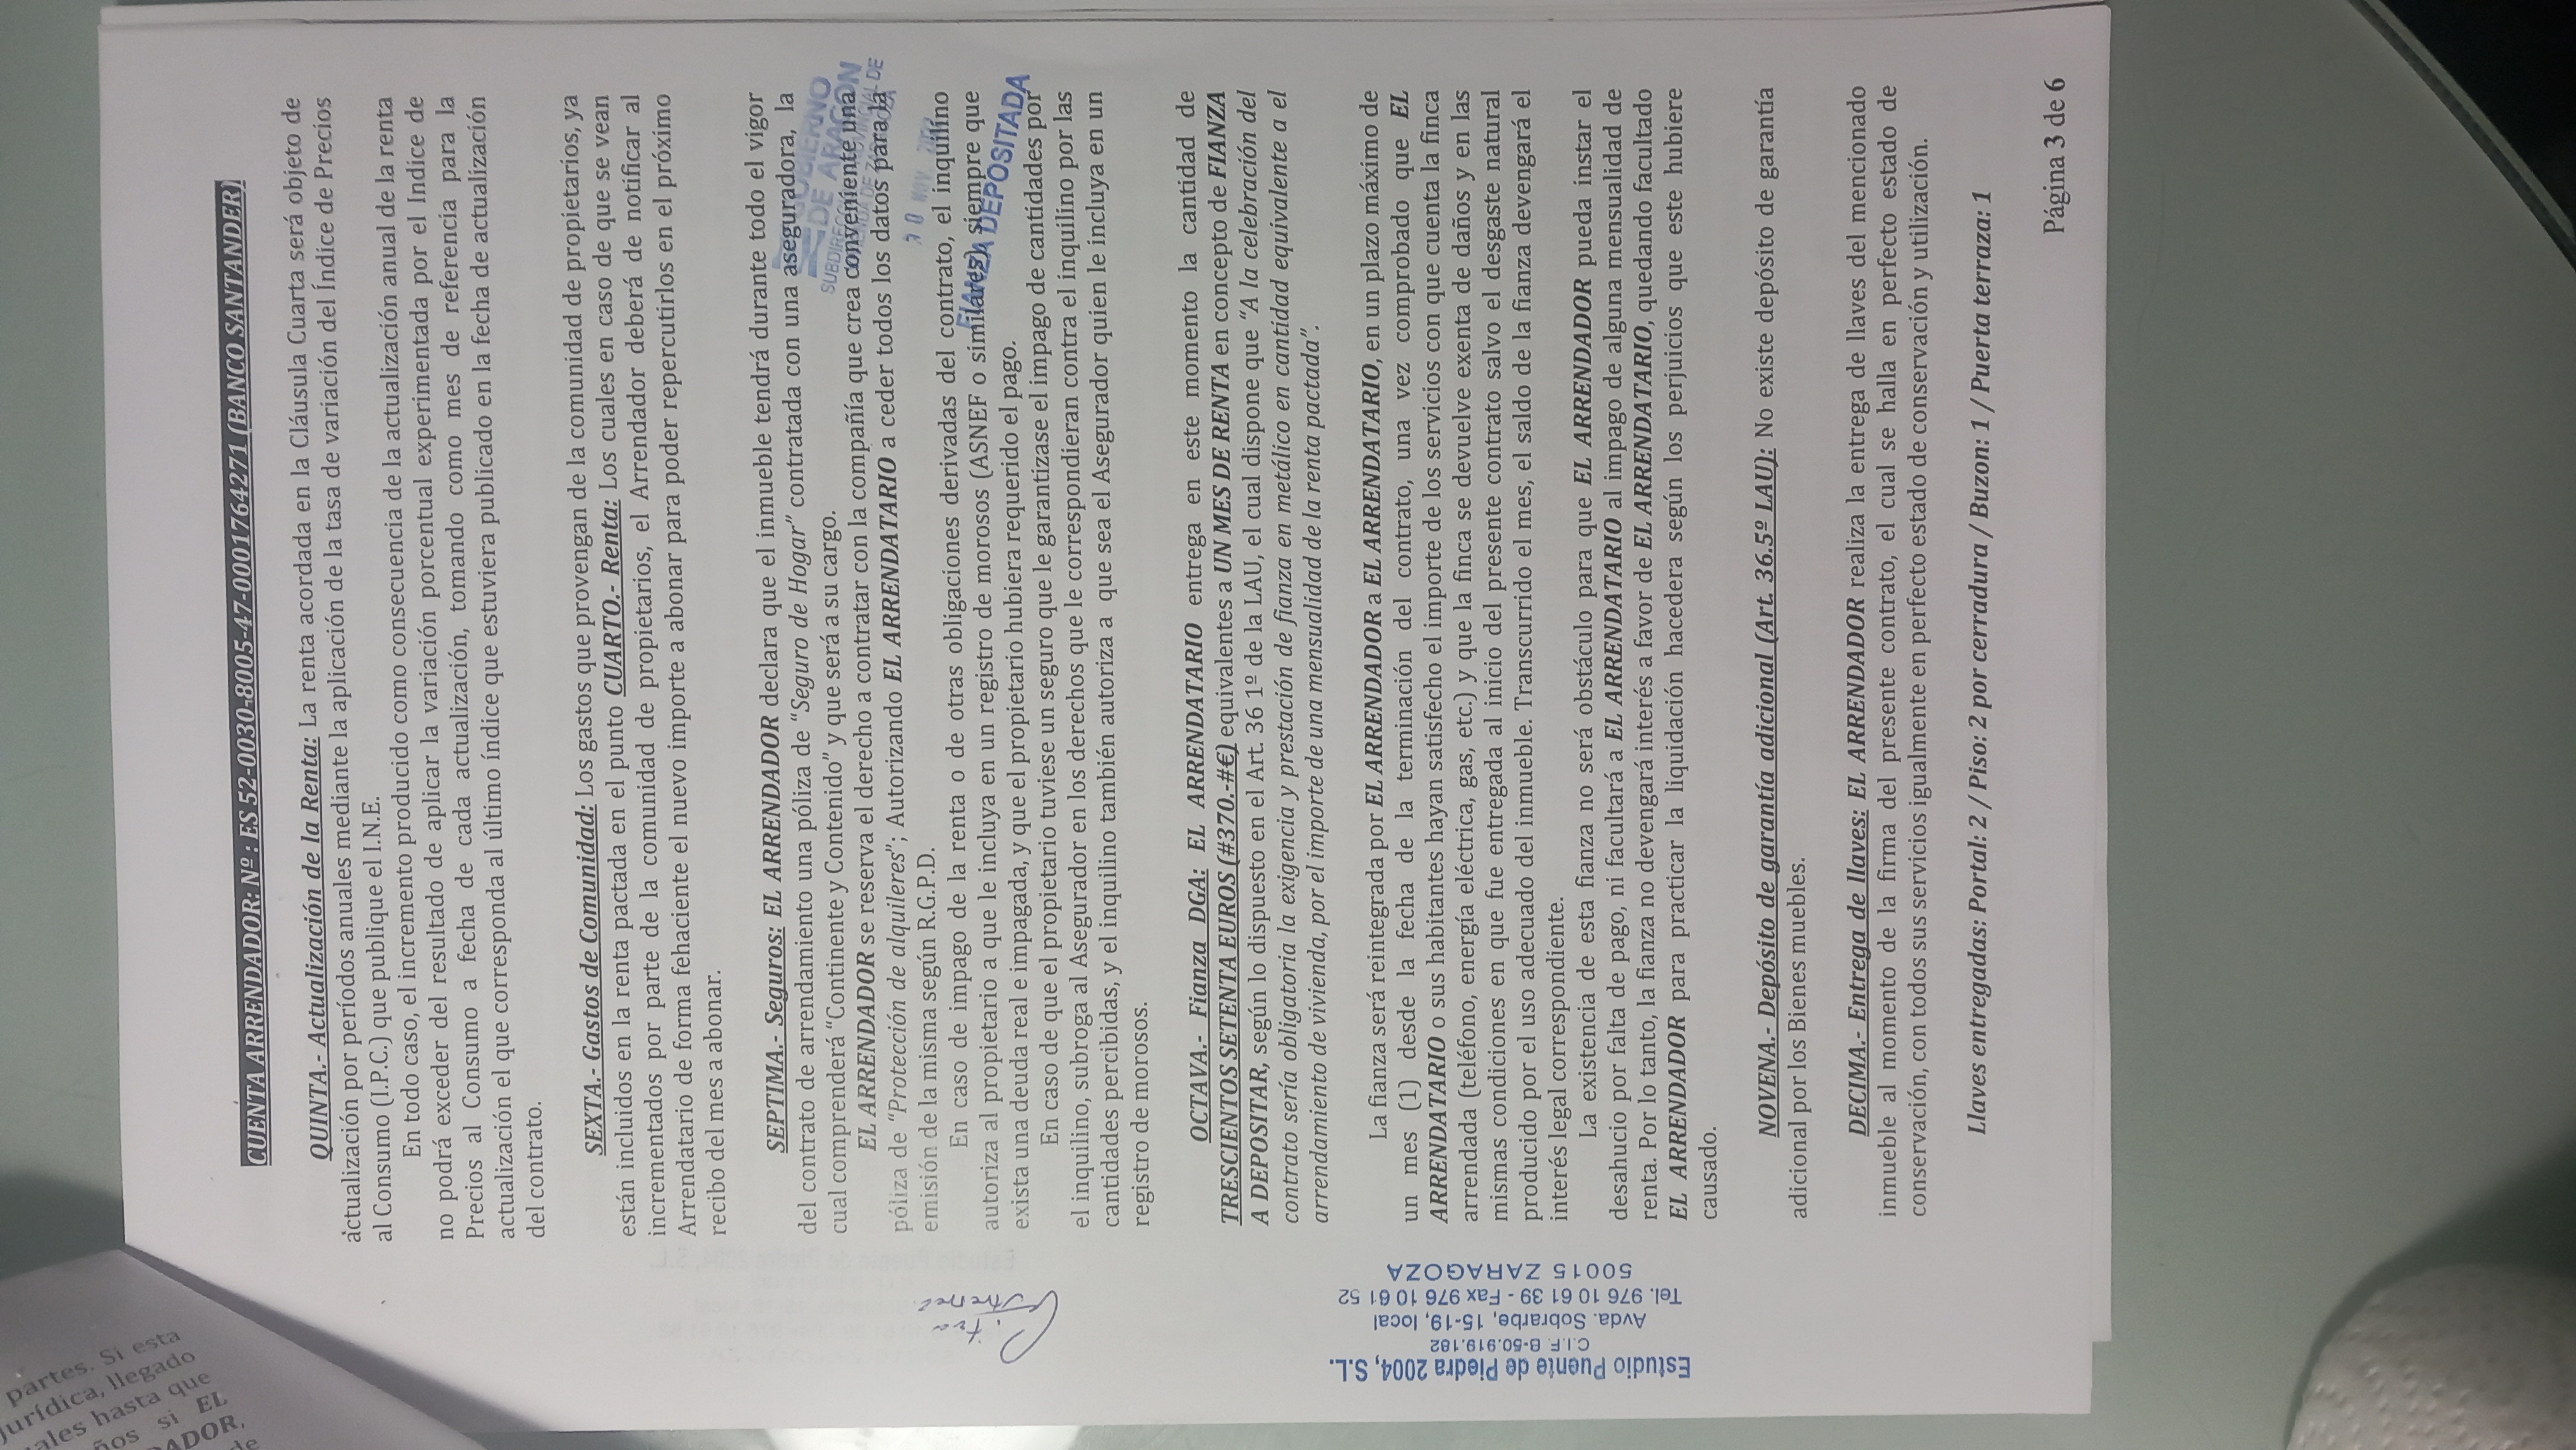 partes. Si esta
jurídica, llegado
ales hasta que
ños si EL
ADOR,
de
CUENTA ARRENDADOR: Nº : ES 52-0030-8005-47-0001764271 (BANCO SANTANDER)
QUINTA.- Actualización de la Renta: La renta acordada en la Cláusula Cuarta será objeto de
actualización por períodos anuales mediante la aplicación de la tasa de variación del Índice de Precios
al Consumo (I.P.C.) que publique el I.N.E.
En todo caso, el incremento producido como consecuencia de la actualización anual de la renta
no podrá exceder del resultado de aplicar la variación porcentual experimentada por el Indice de
Precios al Consumo a fecha de cada actualización, tomando como mes de referencia para la
actualización el que corresponda al último índice que estuviera publicado en la fecha de actualización
del contrato.
SEXTA.- Gastos de Comunidad: Los gastos que provengan de la comunidad de propietarios, ya
están incluidos en la renta pactada en el punto CUARTO.- Renta: Los cuales en caso de que se vean
incrementados por parte de la comunidad de propietarios, el Arrendador deberá de notificar al
Arrendatario de forma fehaciente el nuevo importe a abonar para poder repercutirlos en el próximo
recibo del mes a abonar.
SEPTIMA.- Seguros: EL ARRENDADOR declara que el inmueble tendrá durante todo el vigor
del contrato de arrendamiento una póliza de “Seguro de Hogar” contratada con una aseguradora, la
cual comprenderá “Continente y Contenido” y que será a su cargo.
EL ARRENDADOR se reserva el derecho a contratar con la compañía que crea conveniente una
póliza de “Protección de alquileres”; Autorizando EL ARRENDATARIO a ceder todos los datos para la
emisión de la misma según R.G.P.D.
En caso de impago de la renta o de otras obligaciones derivadas del contrato, el inquilino
autoriza al propietario a que le incluya en un registro de morosos (ASNEF o similares), siempre que
exista una deuda real e impagada, y que el propietario hubiera requerido el pago.
En caso de que el propietario tuviese un seguro que le garantizase el impago de cantidades por
el inquilino, subroga al Asegurador en los derechos que le correspondieran contra el inquilino por las
cantidades percibidas, y el inquilino también autoriza a que sea el Asegurador quien le incluya en un
registro de morosos.
GOBIERNO
DE ARAGON
SUBDIRECCIÓN PROVINCIAL DE
DE ZARAGOZA
NOV.
FIANZA DEPOSITADA
OCTAVA.- Fianza DGA: EL ARRENDATARIO entrega en este momento la cantidad de
TRESCIENTOS SETENTA EUROS (#370.-#€) equivalentes a UN MES DE RENTA en concepto de FIANZA
A DEPOSITAR, según lo dispuesto en el Art. 36 1º de la LAU, el cual dispone que “A la celebración del
contrato sería obligatoria la exigencia y prestación de fianza en metálico en cantidad equivalente a el
arrendamiento de vivienda, por el importe de una mensualidad de la renta pactada”.
La fianza será reintegrada por EL ARRENDADOR a EL ARRENDATARIO, en un plazo máximo de
un mes (1) desde la fecha de la terminación del contrato, una vez comprobado que EL
ARRENDATARIO o sus habitantes hayan satisfecho el importe de los servicios con que cuenta la finca
arrendada (teléfono, energía eléctrica, gas, etc.) y que la finca se devuelve exenta de daños y en las
mismas condiciones en que fue entregada al inicio del presente contrato salvo el desgaste natural
producido por el uso adecuado del inmueble. Transcurrido el mes, el saldo de la fianza devengará el
interés legal correspondiente.
La existencia de esta fianza no será obstáculo para que EL ARRENDADOR pueda instar el
desahucio por falta de pago, ni facultará a EL ARRENDATARIO al impago de alguna mensualidad de
renta. Por lo tanto, la fianza no devengará interés a favor de EL ARRENDATARIO, quedando facultado
EL ARRENDADOR para practicar la liquidación hacedera según los perjuicios que este hubiere
causado.
NOVENA.- Depósito de garantía adicional (Art. 36.5º LAU): No existe depósito de garantía
adicional por los Bienes muebles.
DECIMA.- Entrega de llaves: EL ARRENDADOR realiza la entrega de llaves del mencionado
inmueble al momento de la firma del presente contrato, el cual se halla en perfecto estado de
conservación, con todos sus servicios igualmente en perfecto estado de conservación y utilización.
Llaves entregadas: Portal: 2 / Piso: 2 por cerradura / Buzon: 1 / Puerta terraza: 1
Página 3 de 6
Estudio Puente de Piedra 2004, S.L.
C.I.F. B-50.919.182
Avda. Sobrarbe, 15-19, local
Tel. 976 10 61 39 - Fax 976 10 61 52
50015 ZARAGOZA